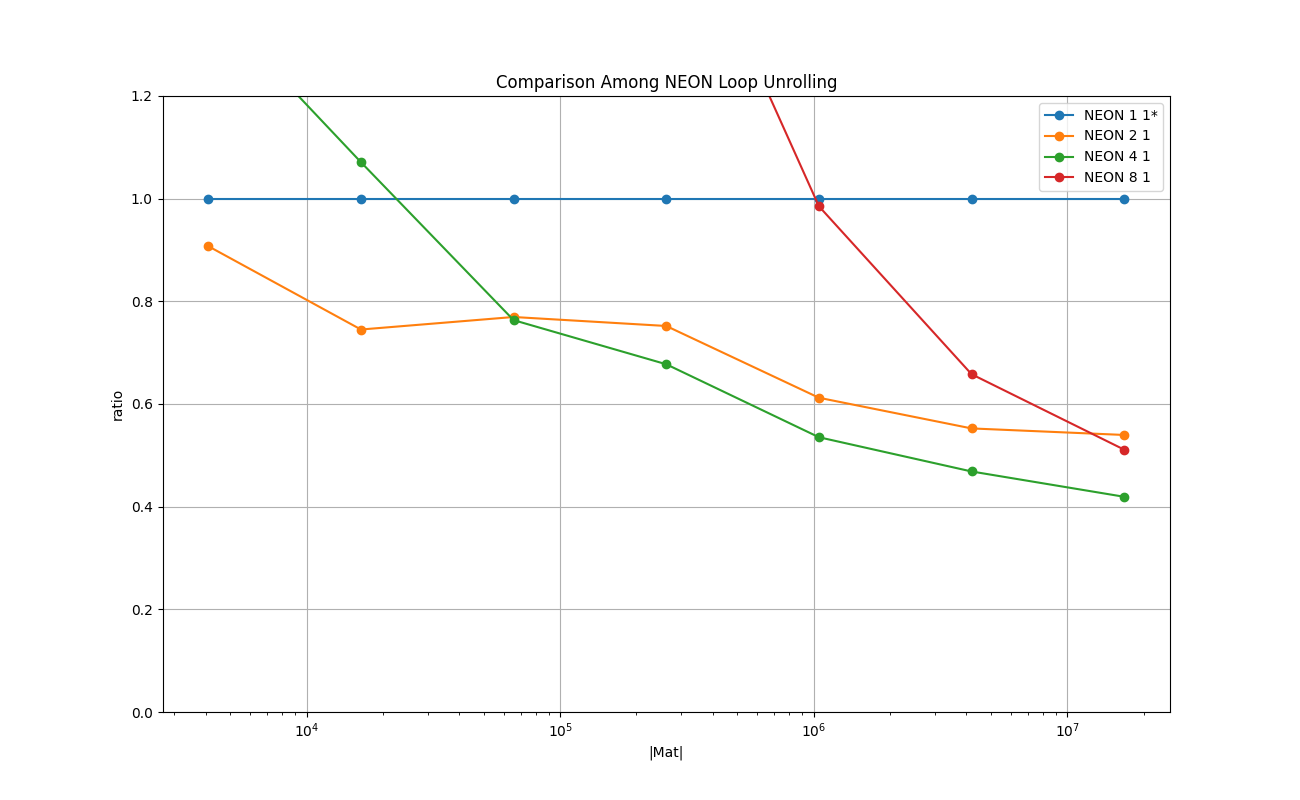 Comparison Among NEON Loop Unrolling
1.2
1.0
0.8
0.6
0.4
0.2
0.0
ratio
NEON 1 1*
NEON 2 1
NEON 4 1
NEON 8 1
10⁴ 10⁵ 10⁶ 10⁷
|Mat|